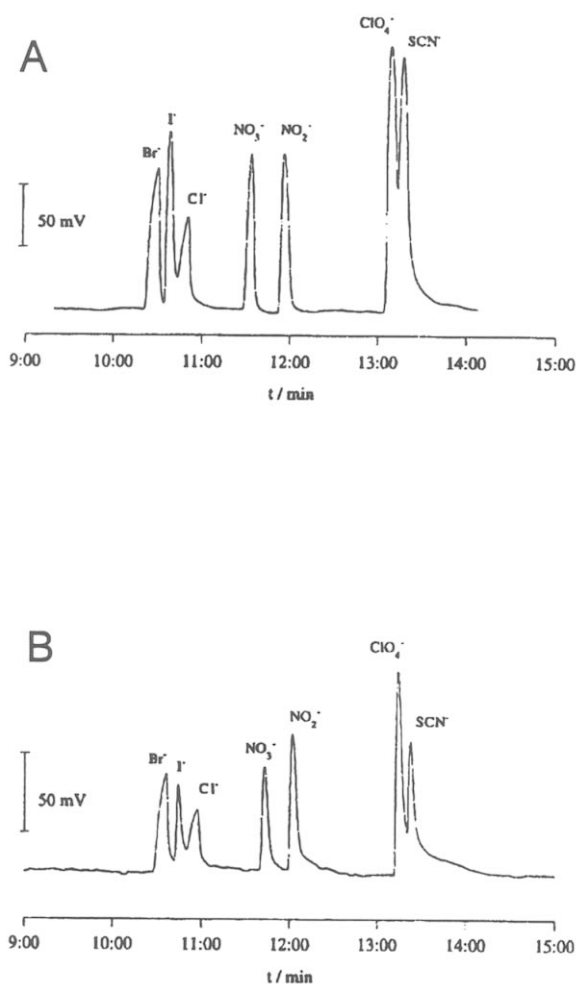 A
ClO₄⁻
SCN⁻
I⁻
NO₃⁻ NO₂⁻
Br⁻
Cl⁻
50 mV
9:00 10:00 11:00 12:00 13:00 14:00 15:00
t / min
B
ClO₄⁻
NO₂⁻
SCN⁻
NO₃⁻
Br⁻ I⁻
Cl⁻
50 mV
9:00 10:00 11:00 12:00 13:00 14:00 15:00
t / min